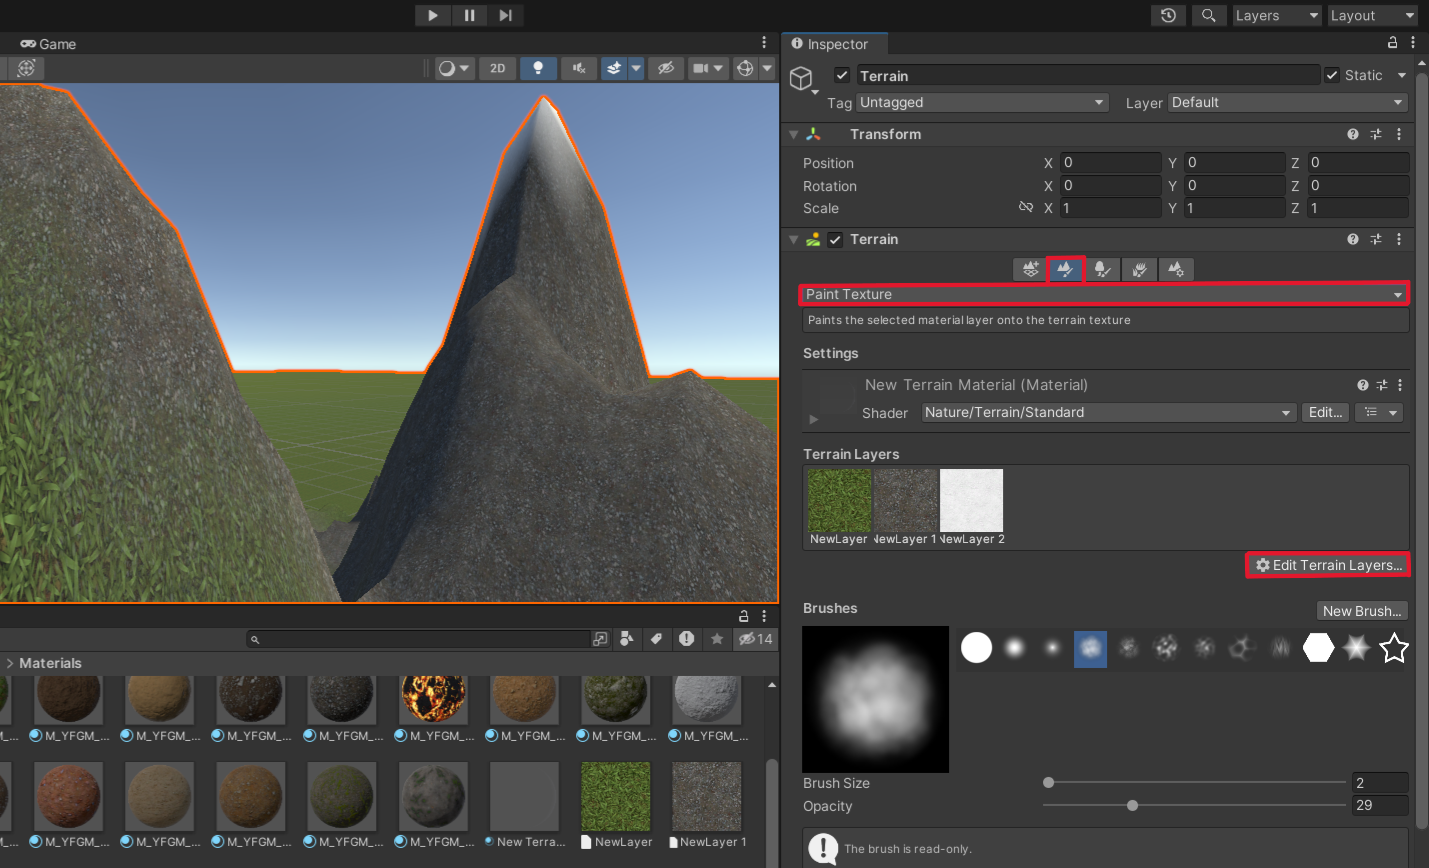 Layers
Layout
Game
Inspector
2D
Terrain
Static
Tag Untagged
Layer Default
Transform
Position X 0 Y 0 Z 0
Rotation X 0 Y 0 Z 0
Scale X 1 Y 1 Z 1
Terrain
Paint Texture
Paints the selected material layer onto the terrain texture
Settings
New Terrain Material (Material)
Shader Nature/Terrain/Standard Edit...
Terrain Layers
NewLayer NewLayer 1 NewLayer 2
Edit Terrain Layers...
Brushes
New Brush...
Brush Size 2
Opacity 29
The brush is read-only.
14
Materials
M_... M_YFGM_... M_YFGM_... M_YFGM_... M_YFGM_... M_YFGM_... M_YFGM_... M_YFGM_... M_YFGM_...
M_... M_YFGM_... M_YFGM_... M_YFGM_... M_YFGM_... M_YFGM_... New Terra... NewLayer NewLayer 1